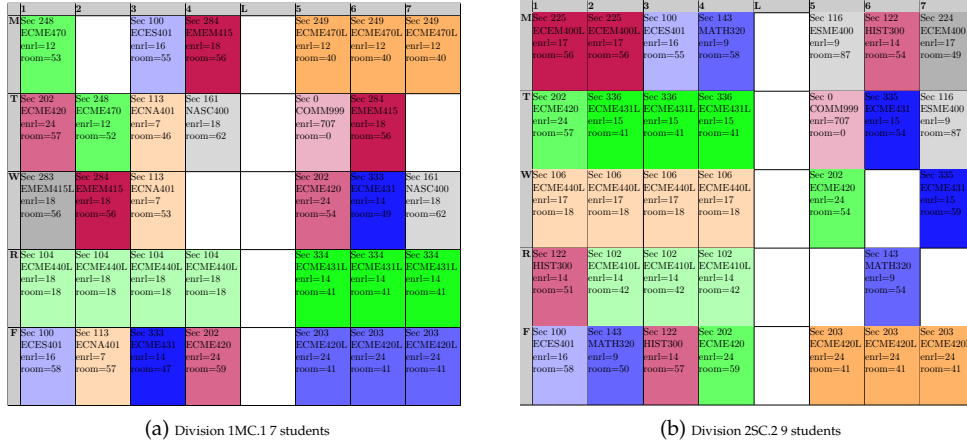 1 2 3 4 L 5 6 7
M
Sec 248
ECME470
enrl=12
room=53
Sec 100
ECES401
enrl=16
room=55
Sec 284
EMEM415
enrl=18
room=56
Sec 249
ECME470L
enrl=12
room=40
Sec 249
ECME470L
enrl=12
room=40
Sec 249
ECME470L
enrl=12
room=40
T
Sec 202
ECME420
enrl=24
room=57
Sec 248
ECME470
enrl=12
room=52
Sec 113
ECNA401
enrl=7
room=46
Sec 161
NASC400
enrl=18
room=62
Sec 0
COMM999
enrl=707
room=0
Sec 284
EMEM415
enrl=18
room=56
W
Sec 283
EMEM415L
enrl=18
room=56
Sec 284
EMEM415
enrl=18
room=56
Sec 113
ECNA401
enrl=7
room=53
Sec 202
ECME420
enrl=24
room=54
Sec 333
ECME431
enrl=14
room=49
Sec 161
NASC400
enrl=18
room=62
R
Sec 104
ECME440L
enrl=18
room=18
Sec 104
ECME440L
enrl=18
room=18
Sec 104
ECME440L
enrl=18
room=18
Sec 104
ECME440L
enrl=18
room=18
Sec 334
ECME431L
enrl=14
room=41
Sec 334
ECME431L
enrl=14
room=41
Sec 334
ECME431L
enrl=14
room=41
F
Sec 100
ECES401
enrl=16
room=58
Sec 113
ECNA401
enrl=7
room=57
Sec 333
ECME431
enrl=14
room=47
Sec 202
ECME420
enrl=24
room=59
Sec 203
ECME420L
enrl=24
room=41
Sec 203
ECME420L
enrl=24
room=41
Sec 203
ECME420L
enrl=24
room=41
(a) Division 1MC.1 7 students
1 2 3 4 L 5 6 7
M
Sec 225
ECEM400L
enrl=17
room=56
Sec 225
ECEM400L
enrl=17
room=56
Sec 100
ECES401
enrl=16
room=55
Sec 143
MATH320
enrl=9
room=58
Sec 116
ESME400
enrl=9
room=87
Sec 122
HIST300
enrl=14
room=54
Sec 224
ECEM400
enrl=17
room=49
T
Sec 202
ECME420
enrl=24
room=57
Sec 336
ECME431L
enrl=15
room=41
Sec 336
ECME431L
enrl=15
room=41
Sec 336
ECME431L
enrl=15
room=41
Sec 0
COMM999
enrl=707
room=0
Sec 335
ECME431
enrl=15
room=54
Sec 116
ESME400
enrl=9
room=87
W
Sec 106
ECME440L
enrl=17
room=18
Sec 106
ECME440L
enrl=17
room=18
Sec 106
ECME440L
enrl=17
room=18
Sec 202
ECME420
enrl=24
room=54
Sec 335
ECME431
enrl=15
room=59
R
Sec 122
HIST300
enrl=14
room=51
Sec 102
ECME410L
enrl=14
room=42
Sec 102
ECME410L
enrl=14
room=42
Sec 102
ECME410L
enrl=14
room=42
Sec 143
MATH320
enrl=9
room=54
F
Sec 100
ECES401
enrl=16
room=58
Sec 143
MATH320
enrl=9
room=50
Sec 122
HIST300
enrl=14
room=57
Sec 202
ECME420
enrl=24
room=59
Sec 203
ECME420L
enrl=24
room=41
Sec 203
ECME420L
enrl=24
room=41
Sec 203
ECME420L
enrl=24
room=41
(b) Division 2SC.2 9 students